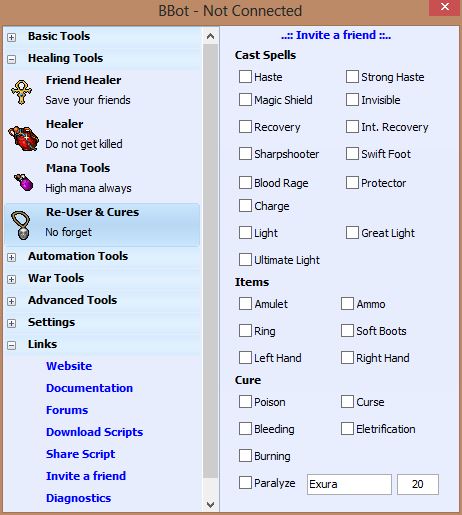 BBot - Not Connected
Basic Tools
Healing Tools
Friend Healer
Save your friends
Healer
Do not get killed
Mana Tools
High mana always
Re-User & Cures
No forget
Automation Tools
War Tools
Advanced Tools
Settings
Links
Website
Documentation
Forums
Download Scripts
Share Script
Invite a friend
Diagnostics
..:: Invite a friend ::..
Cast Spells
Haste Strong Haste
Magic Shield Invisible
Recovery Int. Recovery
Sharpshooter Swift Foot
Blood Rage Protector
Charge
Light Great Light
Ultimate Light
Items
Amulet Ammo
Ring Soft Boots
Left Hand Right Hand
Cure
Poison Curse
Bleeding Eletrification
Burning
Paralyze Exura 20